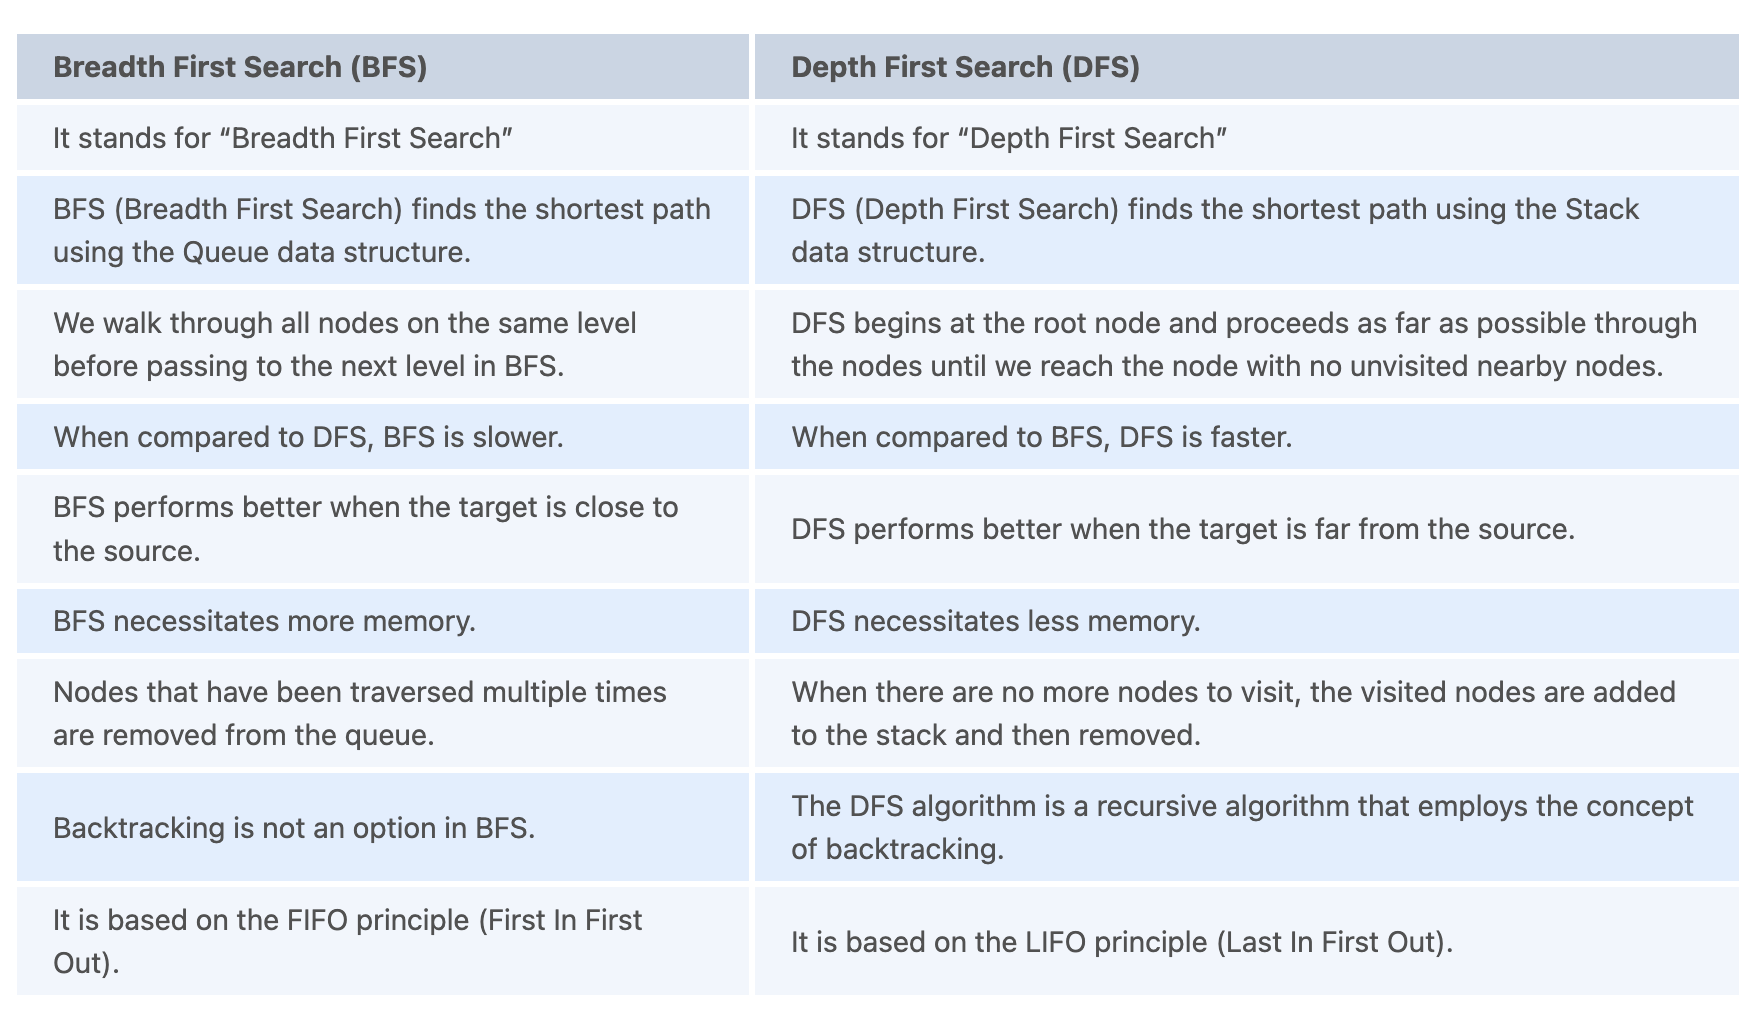 Breadth First Search (BFS)
Depth First Search (DFS)
It stands for “Breadth First Search”
It stands for “Depth First Search”
BFS (Breadth First Search) finds the shortest path
using the Queue data structure.
DFS (Depth First Search) finds the shortest path using the Stack
data structure.
We walk through all nodes on the same level
before passing to the next level in BFS.
DFS begins at the root node and proceeds as far as possible through
the nodes until we reach the node with no unvisited nearby nodes.
When compared to DFS, BFS is slower.
When compared to BFS, DFS is faster.
BFS performs better when the target is close to
the source.
DFS performs better when the target is far from the source.
BFS necessitates more memory.
DFS necessitates less memory.
Nodes that have been traversed multiple times
are removed from the queue.
When there are no more nodes to visit, the visited nodes are added
to the stack and then removed.
Backtracking is not an option in BFS.
The DFS algorithm is a recursive algorithm that employs the concept
of backtracking.
It is based on the FIFO principle (First In First
Out).
It is based on the LIFO principle (Last In First Out).